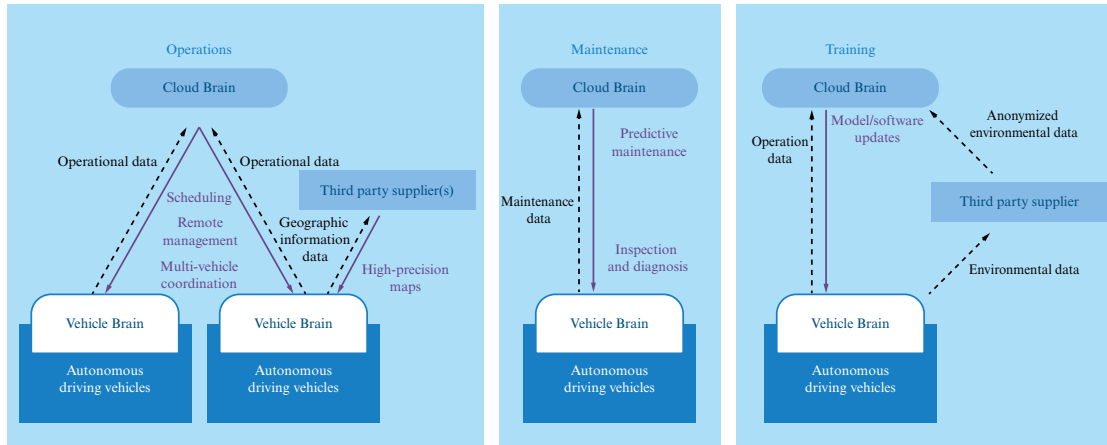 Operations
Cloud Brain
Operational data
Operational data
Scheduling
Remote
management
Multi-vehicle
coordination
Third party supplier(s)
Geographic
information
data
High-precision
maps
Vehicle Brain
Autonomous
driving vehicles
Vehicle Brain
Autonomous
driving vehicles
Maintenance
Cloud Brain
Predictive
maintenance
Maintenance
data
Inspection
and diagnosis
Vehicle Brain
Autonomous
driving vehicles
Training
Cloud Brain
Model/software
updates
Operation
data
Anonymized
environmental data
Third party supplier
Environmental data
Vehicle Brain
Autonomous
driving vehicles